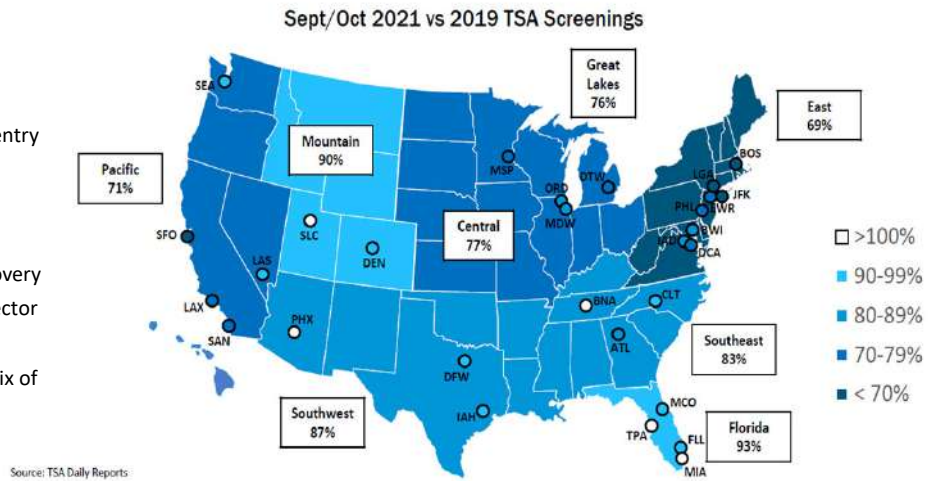 Sept/Oct 2021 vs 2019 TSA Screenings
entry
overy
ector
ix of
Great
Lakes
76%
East
69%
Mountain
90%
Pacific
71%
Central
77%
Southeast
83%
Southwest
87%
Florida
93%
SEA
MSP
ORD
MDW
DTW
BOS
LGA
JFK
PHL
EWR
BWI
IAD
DCA
SFO
SLC
DEN
LAS
LAX
SAN
PHX
BNA
CLT
ATL
DFW
IAH
MCO
TPA
FLL
MIA
>100%
90-99%
80-89%
70-79%
< 70%
Source: TSA Daily Reports